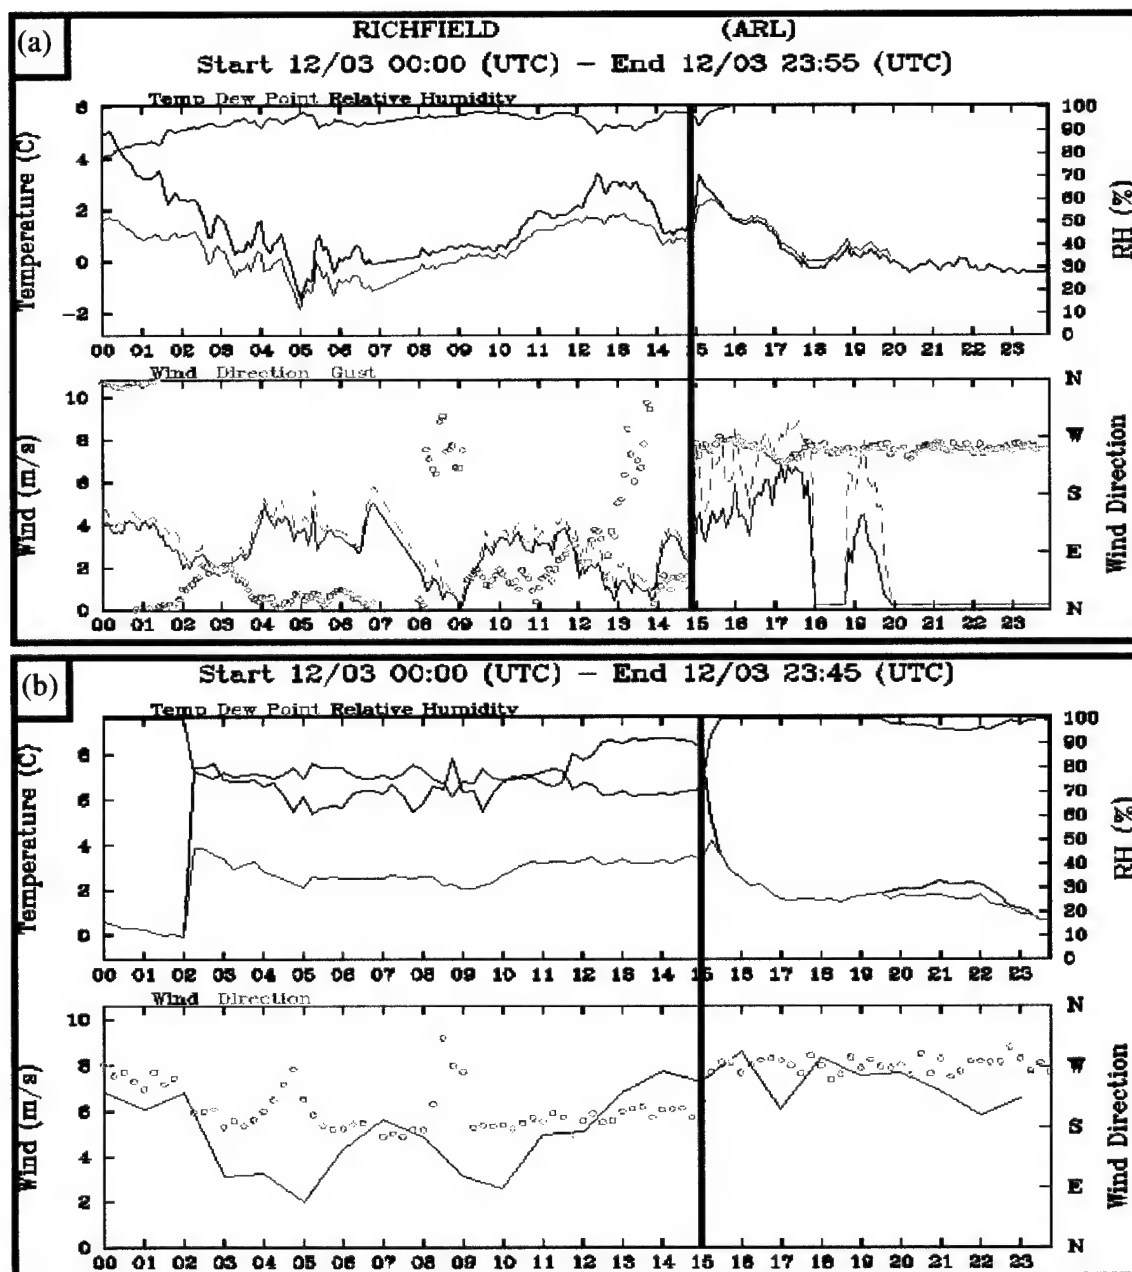 (a)
RICHFIELD (ARL)
Start 12/03 00:00 (UTC) – End 12/03 23:55 (UTC)
Temp Dew Point Relative Humidity
Temperature (C)
6
4
2
0
-2
100
90
80
70
60
50
40
30
20
10
0
RH (%)
00 01 02 03 04 05 06 07 08 09 10 11 12 13 14 15 16 17 18 19 20 21 22 23
Wind Direction Gust
Wind (m/s)
10
8
6
4
2
0
N
W
S
E
N
Wind Direction
00 01 02 03 04 05 06 07 08 09 10 11 12 13 14 15 16 17 18 19 20 21 22 23
(b)
Start 12/03 00:00 (UTC) – End 12/03 23:45 (UTC)
Temp Dew Point Relative Humidity
Temperature (C)
8
6
4
2
0
100
90
80
70
60
50
40
30
20
10
0
RH (%)
00 01 02 03 04 05 06 07 08 09 10 11 12 13 14 15 16 17 18 19 20 21 22 23
Wind Direction
Wind (m/s)
10
8
6
4
2
0
N
W
S
E
N
Wind Direction
00 01 02 03 04 05 06 07 08 09 10 11 12 13 14 15 16 17 18 19 20 21 22 23